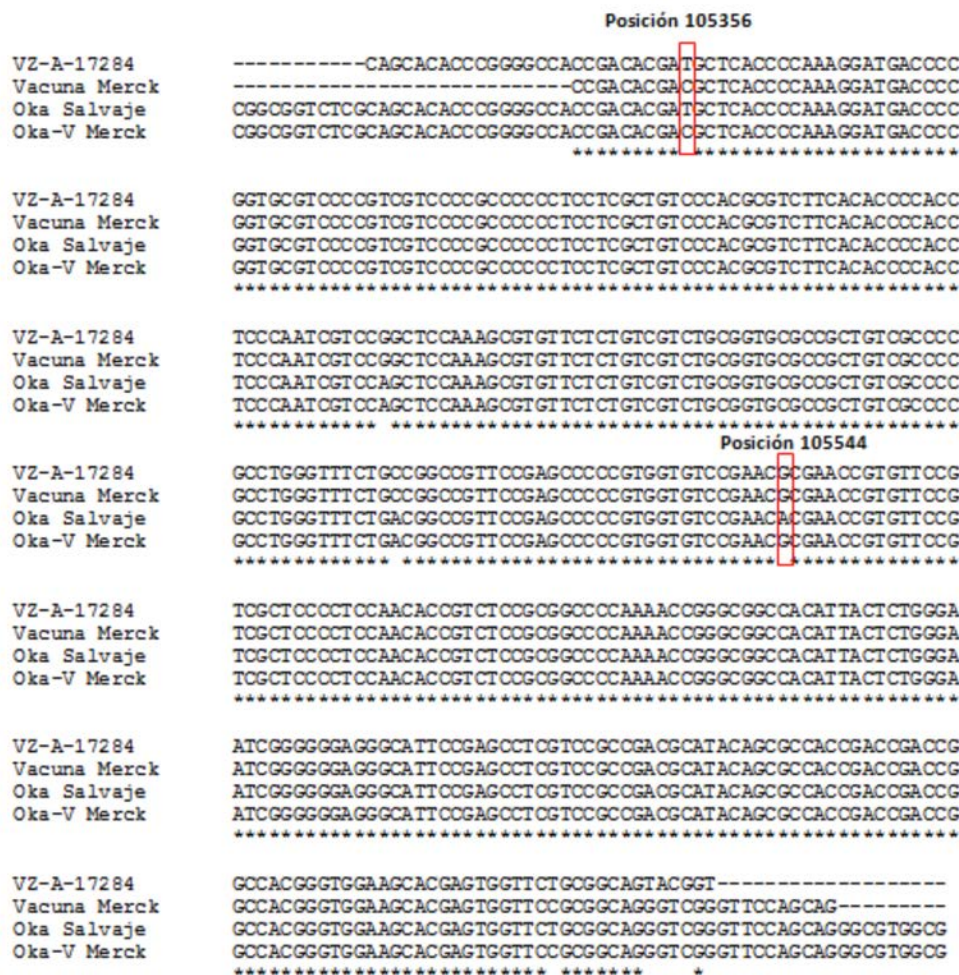 Posición 105356
VZ-A-17284 -----------CAGCACACCCGGGGCCACCGACACGATGCTCACCCCAAAGGATGACCCC
Vacuna Merck ----------------------------CCGACACGACGCTCACCCCAAAGGATGACCCC
Oka Salvaje CGGCGGTCTCGCAGCACACCCGGGGCCACCGACACGATGCTCACCCCAAAGGATGACCCC
Oka-V Merck CGGCGGTCTCGCAGCACACCCGGGGCCACCGACACGACGCTCACCCCAAAGGATGACCCC
********* **********************
VZ-A-17284 GGTGCGTCCCCGTCGTCCCCGCCCCCCTCCTCGCTGTCCCACGCGTCTTCACACCCCACC
Vacuna Merck GGTGCGTCCCCGTCGTCCCCGCCCCCCTCCTCGCTGTCCCACGCGTCTTCACACCCCACC
Oka Salvaje GGTGCGTCCCCGTCGTCCCCGCCCCCCTCCTCGCTGTCCCACGCGTCTTCACACCCCACC
Oka-V Merck GGTGCGTCCCCGTCGTCCCCGCCCCCCTCCTCGCTGTCCCACGCGTCTTCACACCCCACC
************************************************************
VZ-A-17284 TCCCAATCGTCCGGCTCCAAAGCGTGTTCTCTGTCGTCTGCGGTGCGCCGCTGTCGCCCC
Vacuna Merck TCCCAATCGTCCGGCTCCAAAGCGTGTTCTCTGTCGTCTGCGGTGCGCCGCTGTCGCCCC
Oka Salvaje TCCCAATCGTCCAGCTCCAAAGCGTGTTCTCTGTCGTCTGCGGTGCGCCGCTGTCGCCCC
Oka-V Merck TCCCAATCGTCCAGCTCCAAAGCGTGTTCTCTGTCGTCTGCGGTGCGCCGCTGTCGCCCC
************ ***********************************************
Posición 105544
VZ-A-17284 GCCTGGGTTTCTGCCGGCCGTTCCGAGCCCCCGTGGTGTCCGAACGCGAACCGTGTTCCG
Vacuna Merck GCCTGGGTTTCTGCCGGCCGTTCCGAGCCCCCGTGGTGTCCGAACGCGAACCGTGTTCCG
Oka Salvaje GCCTGGGTTTCTGACGGCCGTTCCGAGCCCCCGTGGTGTCCGAACACGAACCGTGTTCCG
Oka-V Merck GCCTGGGTTTCTGACGGCCGTTCCGAGCCCCCGTGGTGTCCGAACGCGAACCGTGTTCCG
************* ******************************* **************
VZ-A-17284 TCGCTCCCCTCCAACACCGTCTCCGCGGCCCCAAAACCGGGCGGCCACATTACTCTGGGA
Vacuna Merck TCGCTCCCCTCCAACACCGTCTCCGCGGCCCCAAAACCGGGCGGCCACATTACTCTGGGA
Oka Salvaje TCGCTCCCCTCCAACACCGTCTCCGCGGCCCCAAAACCGGGCGGCCACATTACTCTGGGA
Oka-V Merck TCGCTCCCCTCCAACACCGTCTCCGCGGCCCCAAAACCGGGCGGCCACATTACTCTGGGA
************************************************************
VZ-A-17284 ATCGGGGGGAGGGCATTCCGAGCCTCGTCCGCCGACGCATACAGCGCCACCGACCGACCG
Vacuna Merck ATCGGGGGGAGGGCATTCCGAGCCTCGTCCGCCGACGCATACAGCGCCACCGACCGACCG
Oka Salvaje ATCGGGGGGAGGGCATTCCGAGCCTCGTCCGCCGACGCATACAGCGCCACCGACCGACCG
Oka-V Merck ATCGGGGGGAGGGCATTCCGAGCCTCGTCCGCCGACGCATACAGCGCCACCGACCGACCG
************************************************************
VZ-A-17284 GCCACGGGTGGAAGCACGAGTGGTTCTGCGGCAGTACGGT-------------------
Vacuna Merck GCCACGGGTGGAAGCACGAGTGGTTCCGCGGCAGGGTCGGGTTCCAGCAG---------
Oka Salvaje GCCACGGGTGGAAGCACGAGTGGTTCTGCGGCAGGGTCGGGTTCCAGCAGGGCGTGGCG
Oka-V Merck GCCACGGGTGGAAGCACGAGTGGTTCCGCGGCAGGGTCGGGTTCCAGCAGGGCGTGGCG
************************** ******* *